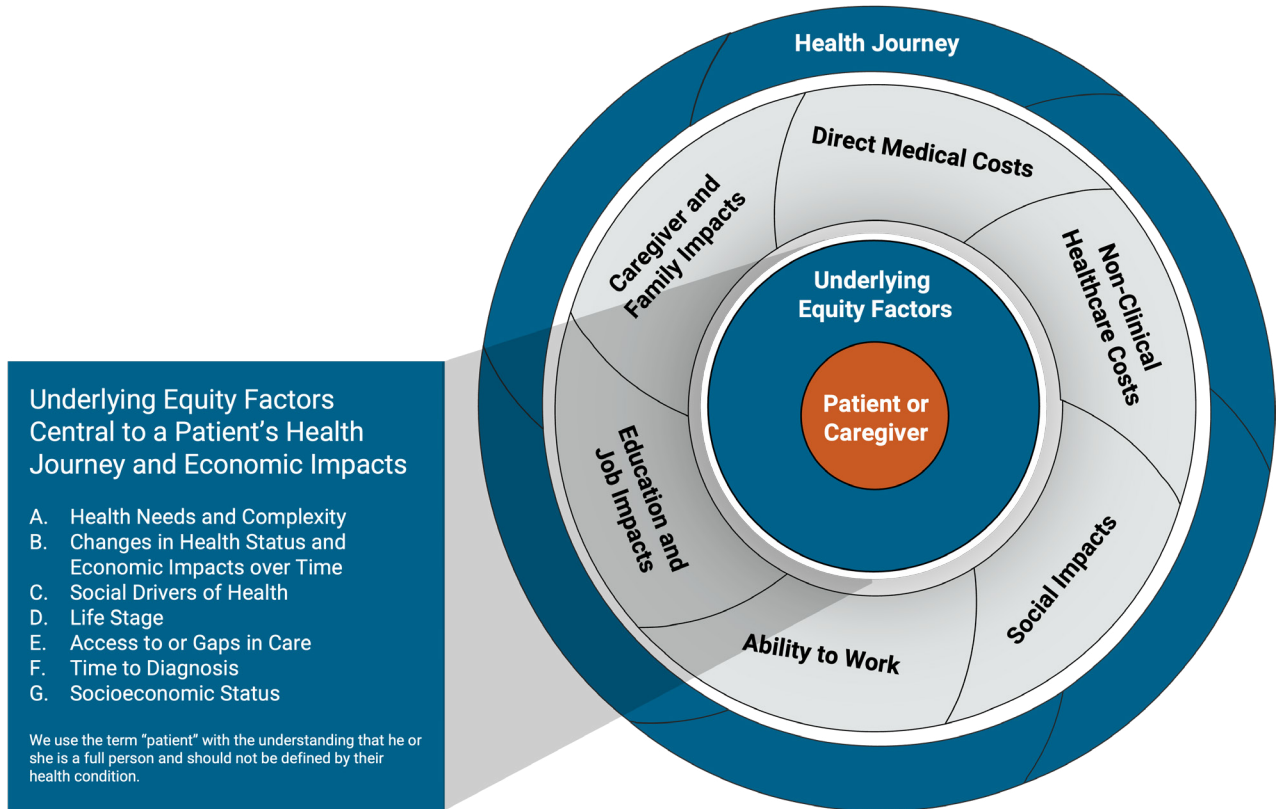 Health Journey
Direct Medical Costs
Caregiver and
Family Impacts
Non-Clinical
Healthcare Costs
Underlying
Equity Factors
Patient or
Caregiver
Education and
Job Impacts
Social Impacts
Ability to Work
Underlying Equity Factors
Central to a Patient’s Health
Journey and Economic Impacts
A. Health Needs and Complexity
B. Changes in Health Status and
Economic Impacts over Time
C. Social Drivers of Health
D. Life Stage
E. Access to or Gaps in Care
F. Time to Diagnosis
G. Socioeconomic Status
We use the term “patient” with the understanding that he or
she is a full person and should not be defined by their
health condition.